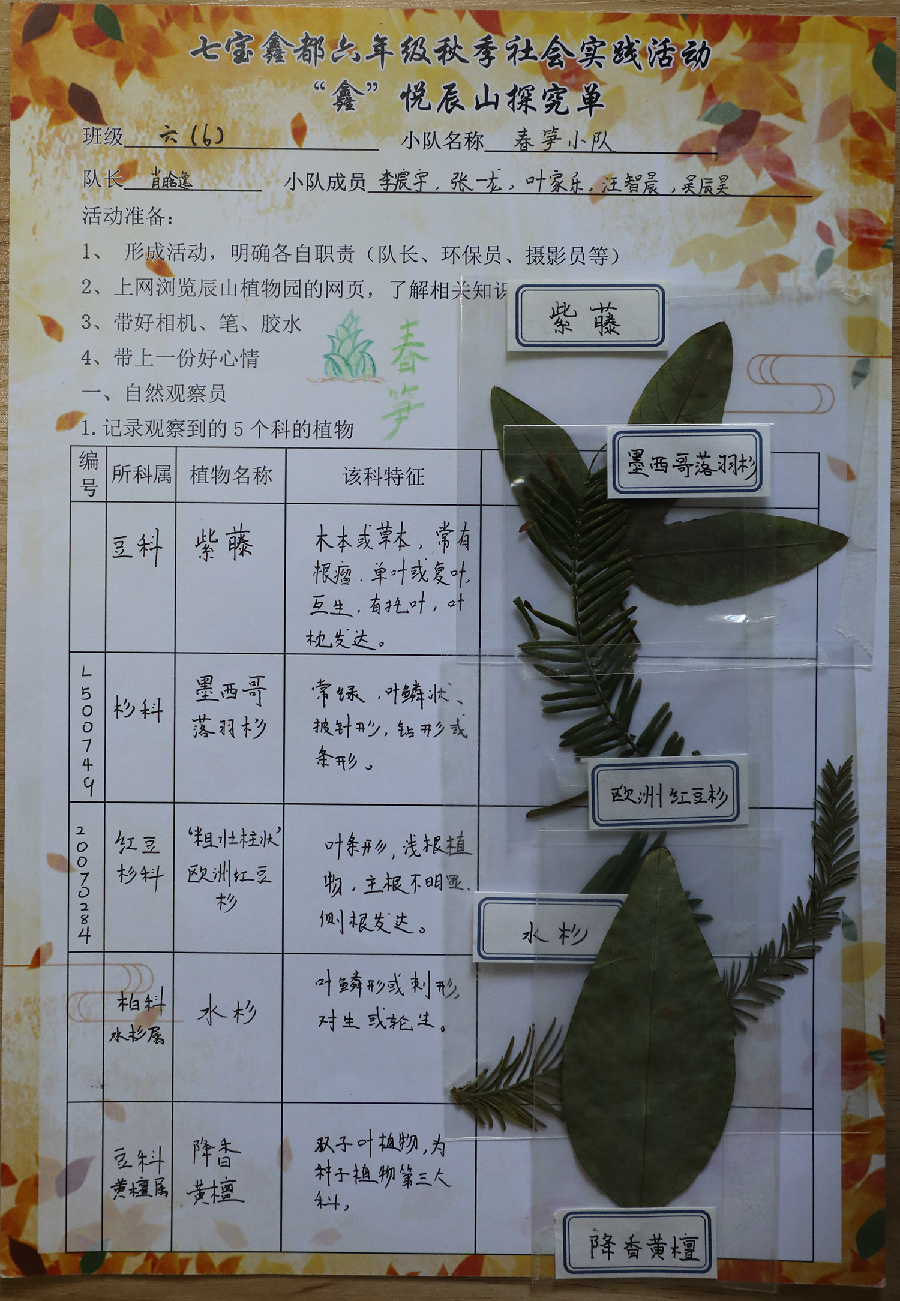 七宝鑫都六年级秋季社会实践活动
“鑫”悦辰山探究单
班级 六(6) 小队名称 春笋小队
队长 肖晗逸 小队成员 李宸宇，张一龙，叶家乐，汪智晨，吴辰昊
活动准备：
1、 形成活动，明确各自职责（队长、环保员、摄影员等）
2、上网浏览辰山植物园的网页，了解相关知识
3、带好相机、笔、胶水
4、带上一份好心情
春笋
一、自然观察员
1.记录观察到的5个科的植物
编号 所科属 植物名称 该科特征
豆科 紫藤 木本或草本，常有
根瘤，单叶或复叶，
互生，有托叶，叶
枕发达。
L500749 杉科 墨西哥
落羽杉
常绿，叶鳞状、
披针形，钻形或
条形。
20070284 红豆
杉科
‘粗壮柱状’
欧洲红豆
杉
叶条形，浅根植
物，主根不明显、
侧根发达。
柏科
水杉属
水杉
叶鳞形或刺形，
对生或轮生。
豆科
黄檀属
降香
黄檀
双子叶植物，为
种子植物第三大
科。
紫藤
墨西哥落羽杉
欧洲红豆杉
水杉
降香黄檀